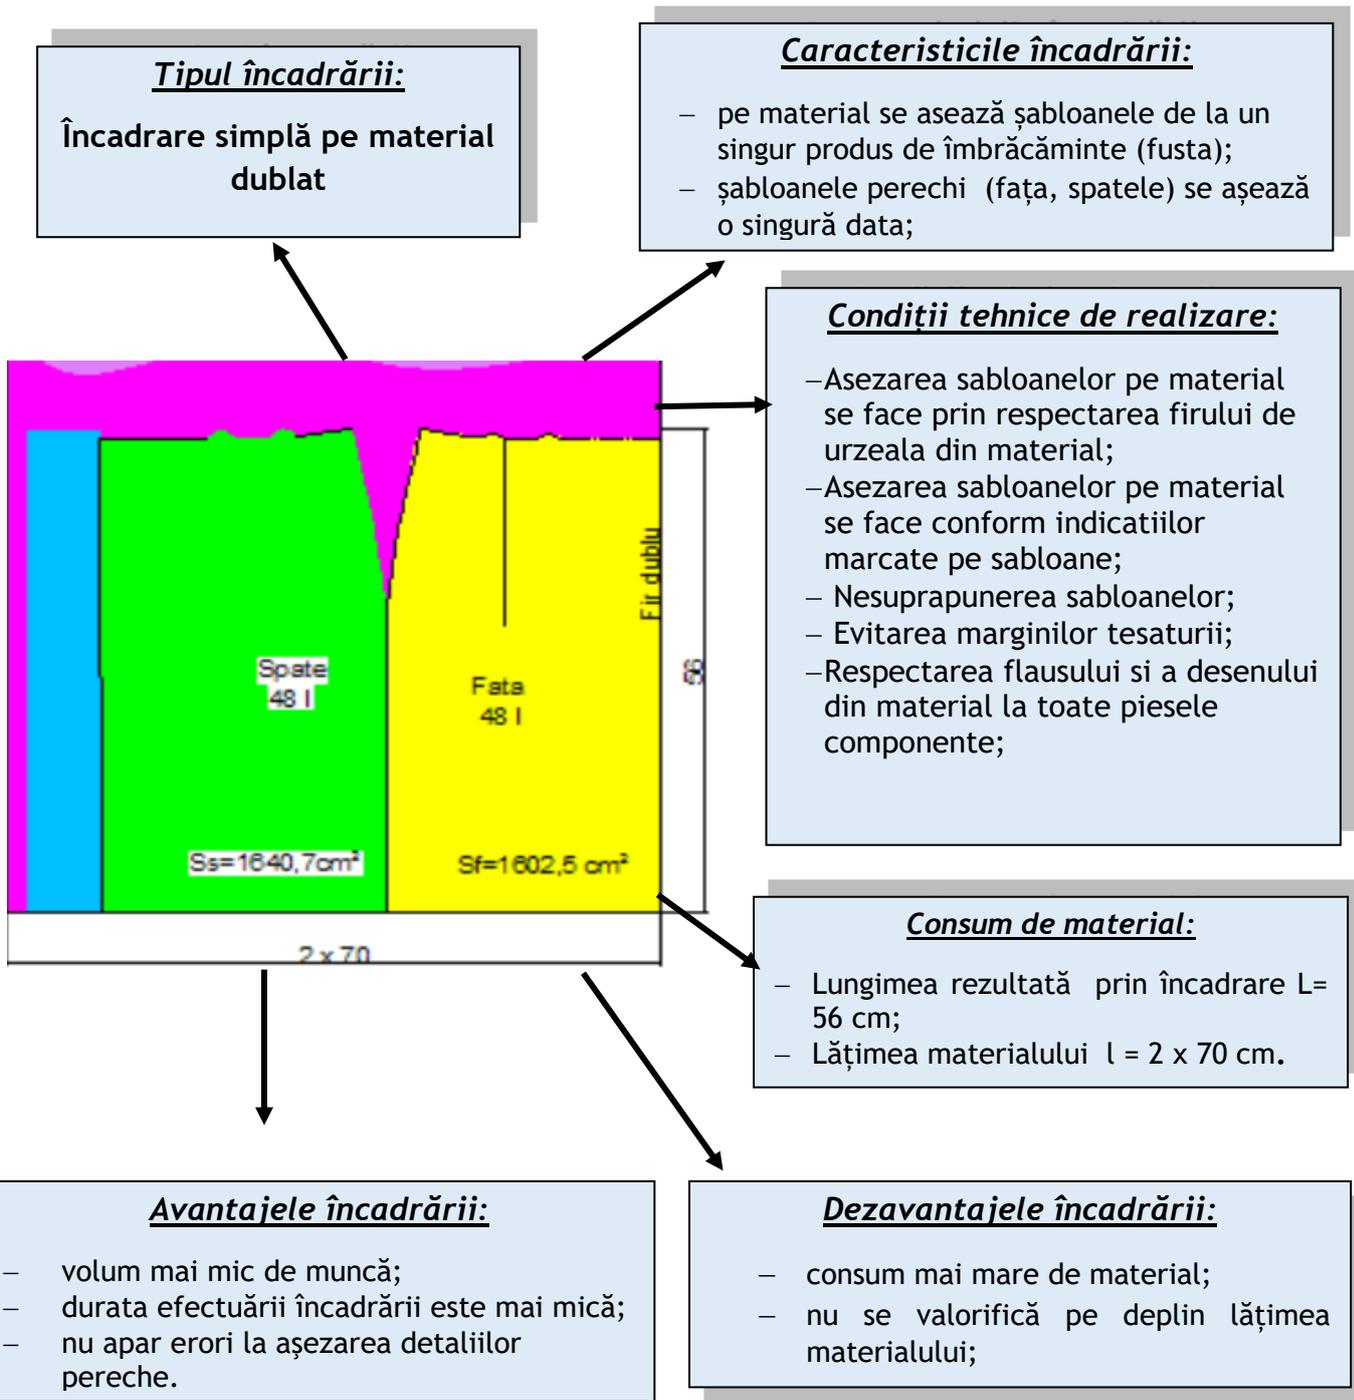 Tipul încadrării:
Încadrare simplă pe material
dublat
Caracteristicile încadrării:
– pe material se asează șabloanele de la un
singur produs de îmbrăcăminte (fusta);
– șabloanele perechi (fața, spatele) se așează
o singură data;
Condiții tehnice de realizare:
–Asezarea sabloanelor pe material
se face prin respectarea firului de
urzeala din material;
–Asezarea sabloanelor pe material
se face conform indicatiilor
marcate pe sabloane;
– Nesuprapunerea sabloanelor;
– Evitarea marginilor tesaturii;
–Respectarea flausului si a desenului
din material la toate piesele
componente;
Fir dublu
Spate
48 l
Fata
48 l
56
Ss=1640,7cm²
Sf=1602,5 cm²
2 x 70
Consum de material:
– Lungimea rezultată prin încadrare L=
56 cm;
– Lățimea materialului l = 2 x 70 cm.
Avantajele încadrării:
– volum mai mic de muncă;
– durata efectuării încadrării este mai mică;
– nu apar erori la aşezarea detaliilor
pereche.
Dezavantajele încadrării:
– consum mai mare de material;
– nu se valorifică pe deplin lățimea
materialului;